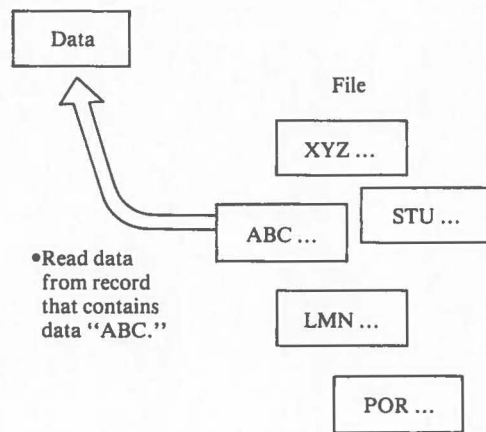 Data
File
XYZ ...
STU ...
ABC ...
•Read data
from record
that contains
data “ABC.”
LMN ...
POR ...